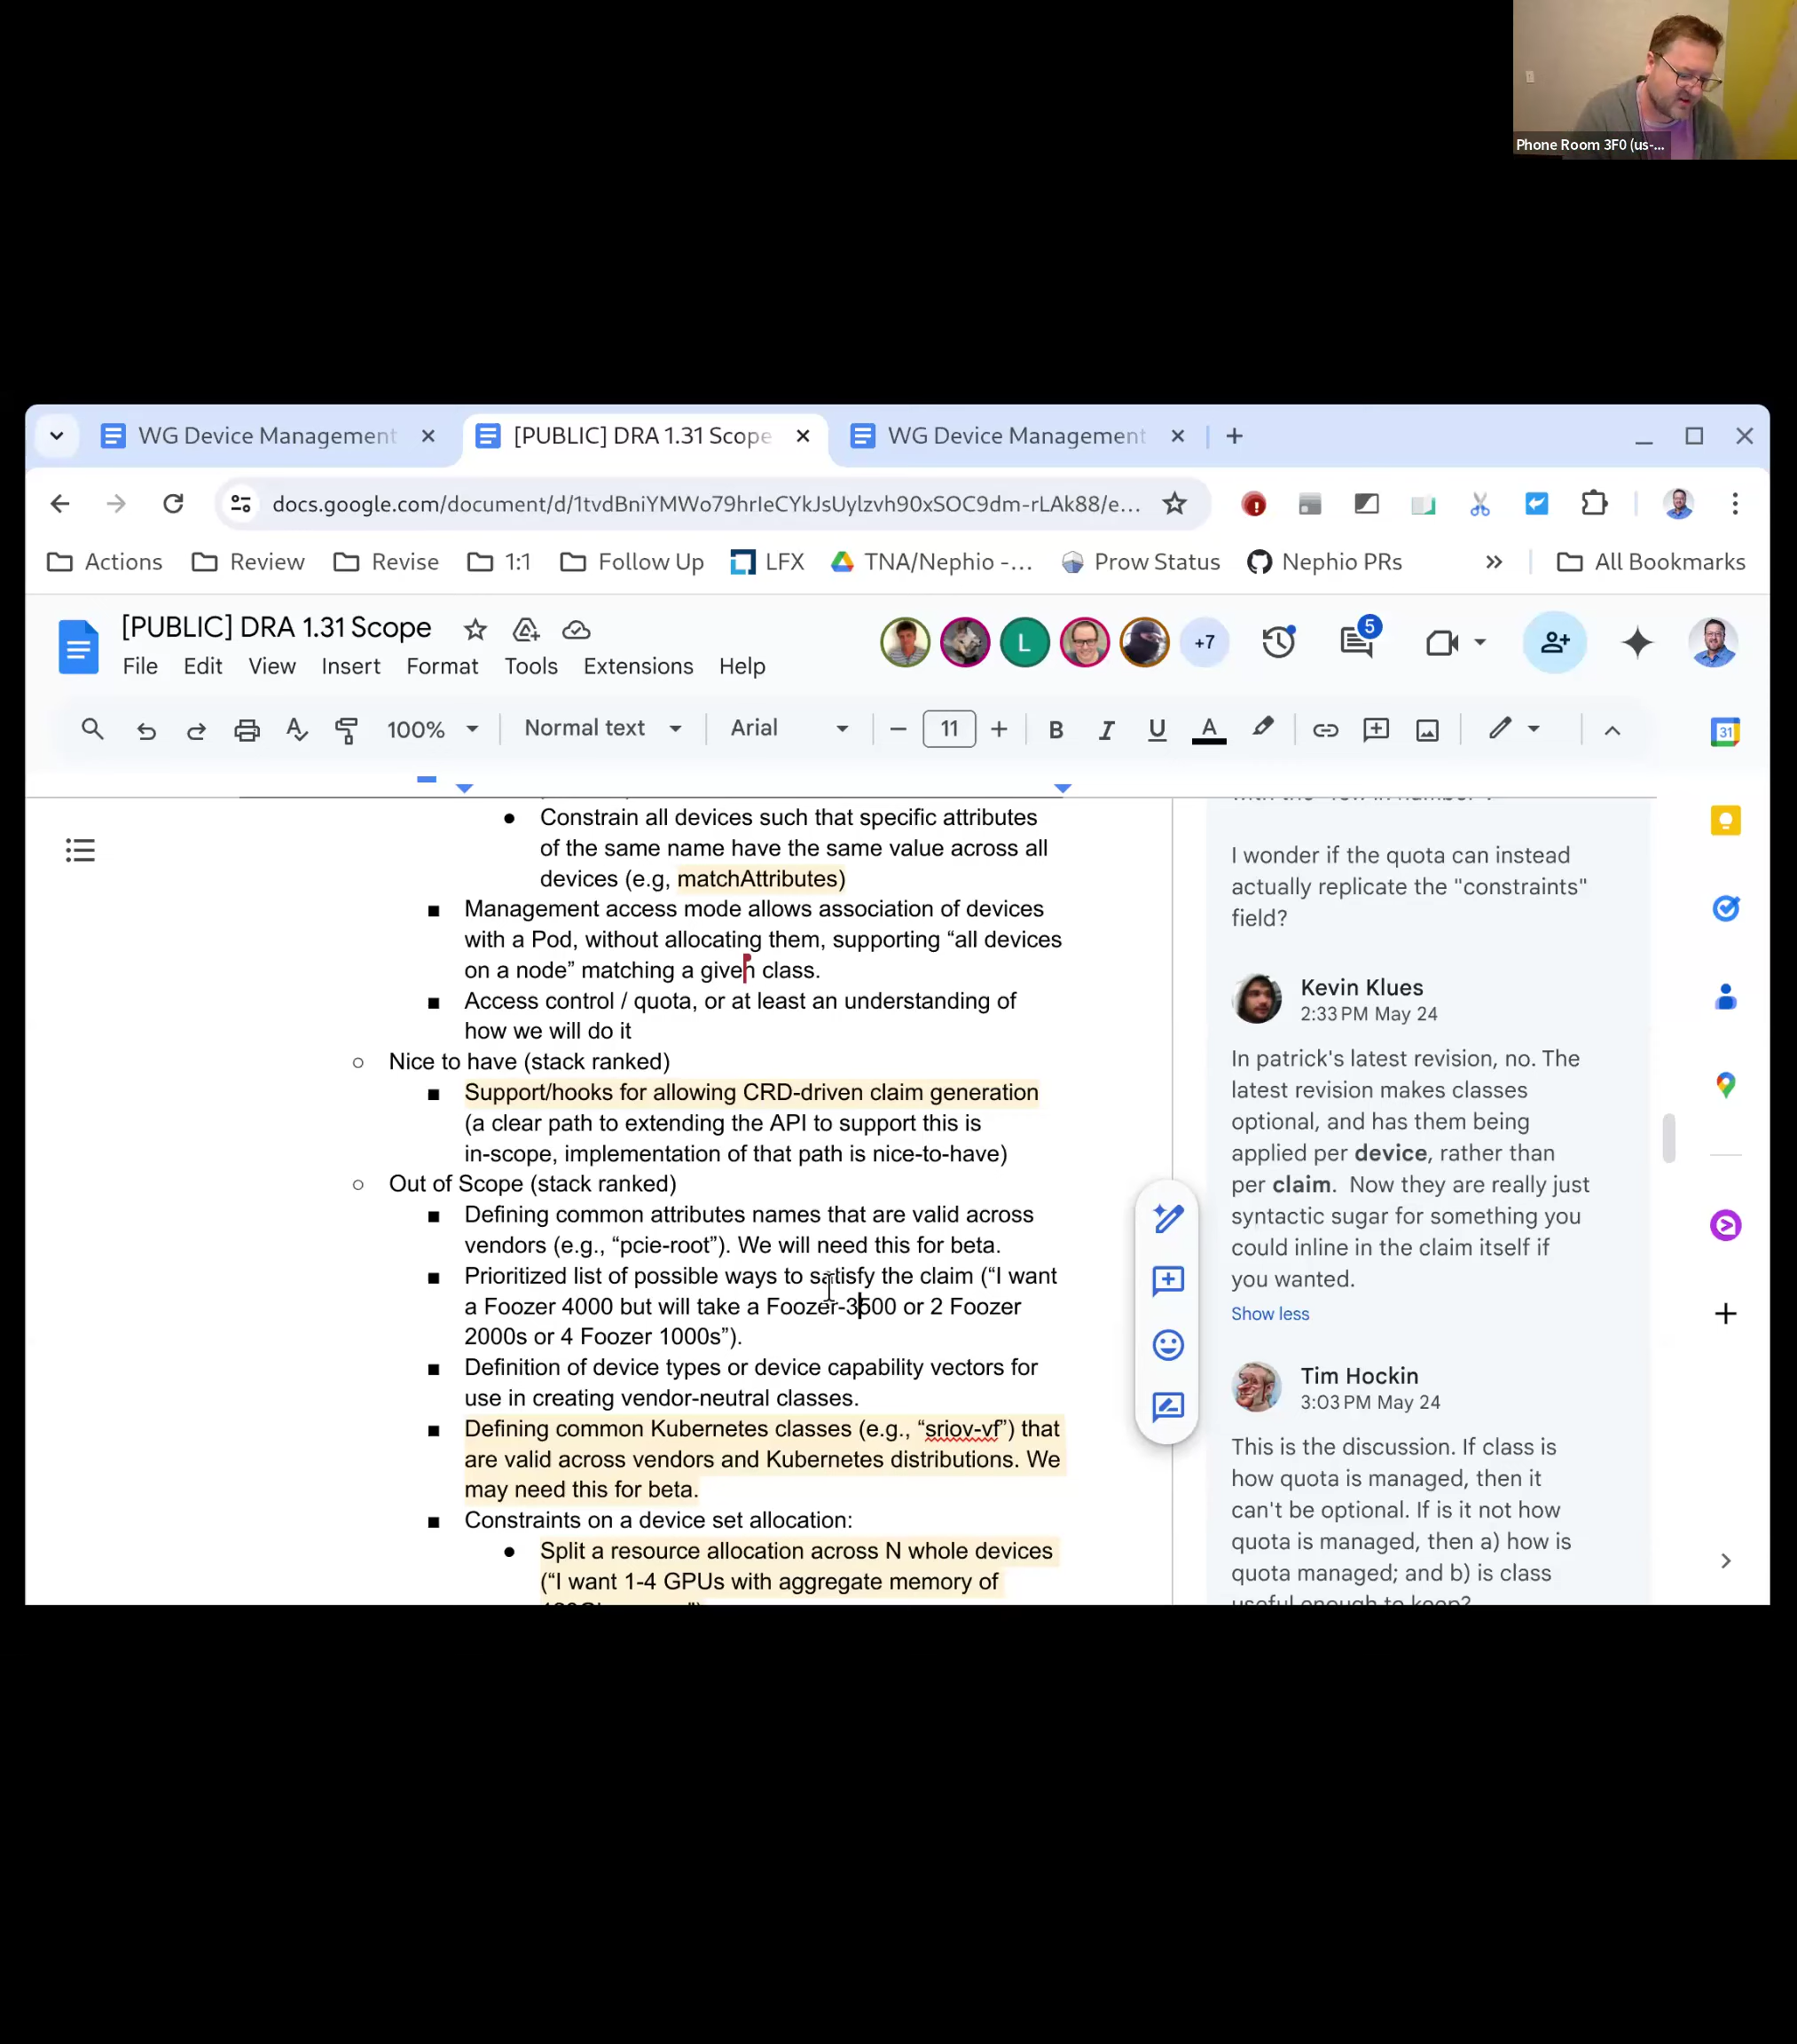 Phone Room 3F0 (us-...
WG Device Management
[PUBLIC] DRA 1.31 Scope
WG Device Management
docs.google.com/document/d/1tvdBniYMWo79hrIeCYkJsUylzvh90xSOC9dm-rLAk88/e...
Actions
Review
Revise
1:1
Follow Up
LFX
TNA/Nephio -...
Prow Status
Nephio PRs
All Bookmarks
[PUBLIC] DRA 1.31 Scope
L
+7
5
File Edit View Insert Format Tools Extensions Help
100%
Normal text
Arial
11
B I U A
31
● Constrain all devices such that specific attributes
of the same name have the same value across all
devices (e.g, matchAttributes)
■ Management access mode allows association of devices
with a Pod, without allocating them, supporting “all devices
on a node” matching a given class.
■ Access control / quota, or at least an understanding of
how we will do it
○ Nice to have (stack ranked)
■ Support/hooks for allowing CRD-driven claim generation
(a clear path to extending the API to support this is
in-scope, implementation of that path is nice-to-have)
○ Out of Scope (stack ranked)
■ Defining common attributes names that are valid across
vendors (e.g., “pcie-root”). We will need this for beta.
■ Prioritized list of possible ways to satisfy the claim (“I want
a Foozer 4000 but will take a Foozer-3500 or 2 Foozer
2000s or 4 Foozer 1000s”).
■ Definition of device types or device capability vectors for
use in creating vendor-neutral classes.
■ Defining common Kubernetes classes (e.g., “sriov-vf”) that
are valid across vendors and Kubernetes distributions. We
may need this for beta.
■ Constraints on a device set allocation:
● Split a resource allocation across N whole devices
(“I want 1-4 GPUs with aggregate memory of
I wonder if the quota can instead
actually replicate the "constraints"
field?
Kevin Klues
2:33 PM May 24
In patrick's latest revision, no. The
latest revision makes classes
optional, and has them being
applied per device, rather than
per claim. Now they are really just
syntactic sugar for something you
could inline in the claim itself if
you wanted.
Show less
Tim Hockin
3:03 PM May 24
This is the discussion. If class is
how quota is managed, then it
can't be optional. If is it not how
quota is managed, then a) how is
quota managed; and b) is class
useful enough to keep?